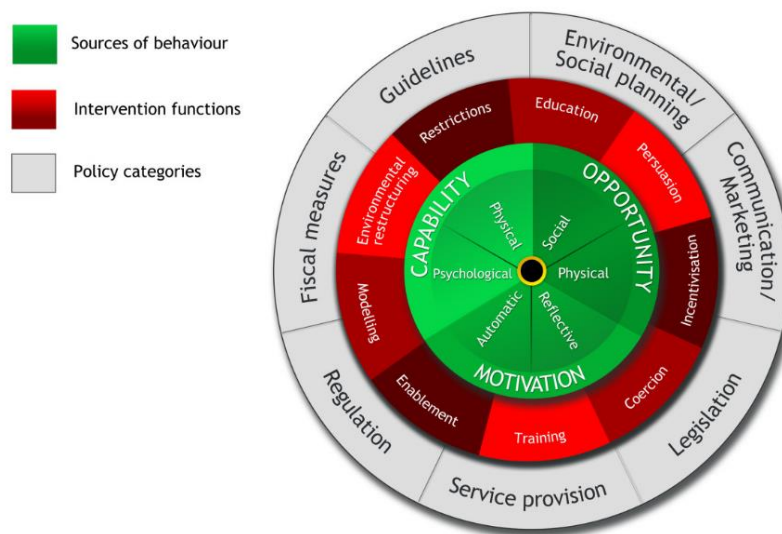 Sources of behaviour
Intervention functions
Policy categories
Guidelines
Environmental/
Social planning
Communication/
Marketing
Legislation
Service provision
Regulation
Fiscal measures
Restrictions
Education
Persuasion
Incentivisation
Coercion
Training
Enablement
Modelling
Environmental
restructuring
CAPABILITY
OPPORTUNITY
MOTIVATION
Physical
Social
Physical
Reflective
Automatic
Psychological